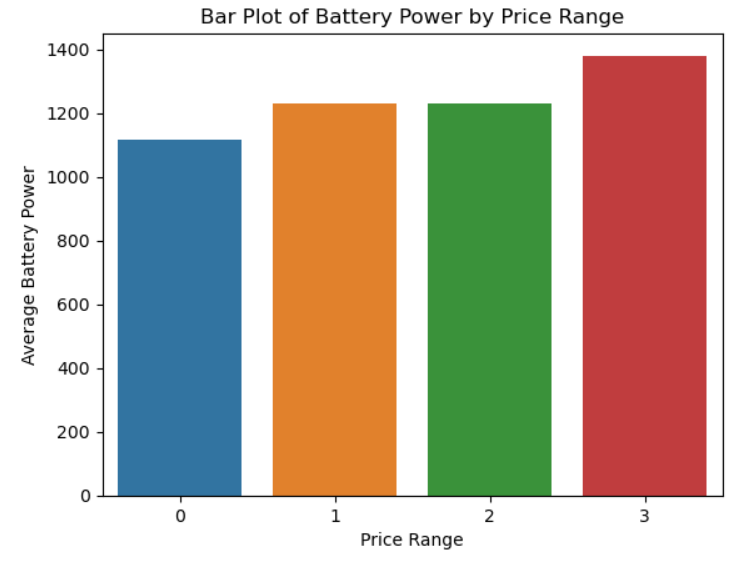 Bar Plot of Battery Power by Price Range
Average Battery Power
1400
1200
1000
800
600
400
200
0
0 1 2 3
Price Range